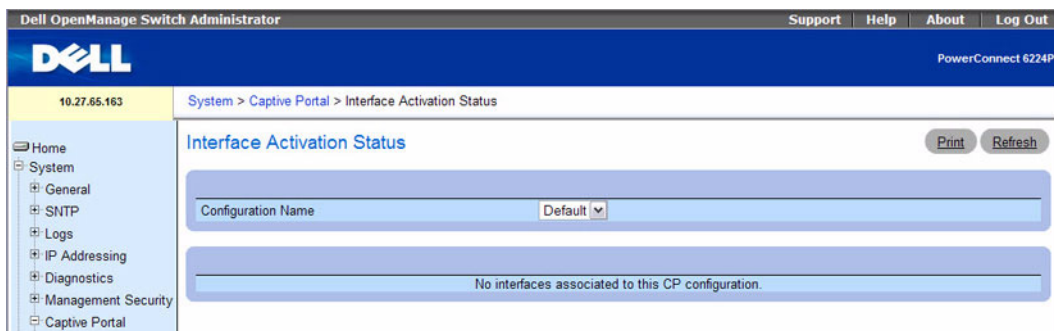 Dell OpenManage Switch Administrator
Support | Help | About | Log Out
DELL
PowerConnect 6224P
10.27.65.163
System > Captive Portal > Interface Activation Status
Home
System
General
SNTP
Logs
IP Addressing
Diagnostics
Management Security
Captive Portal
Interface Activation Status
Print
Refresh
Configuration Name
Default
No interfaces associated to this CP configuration.